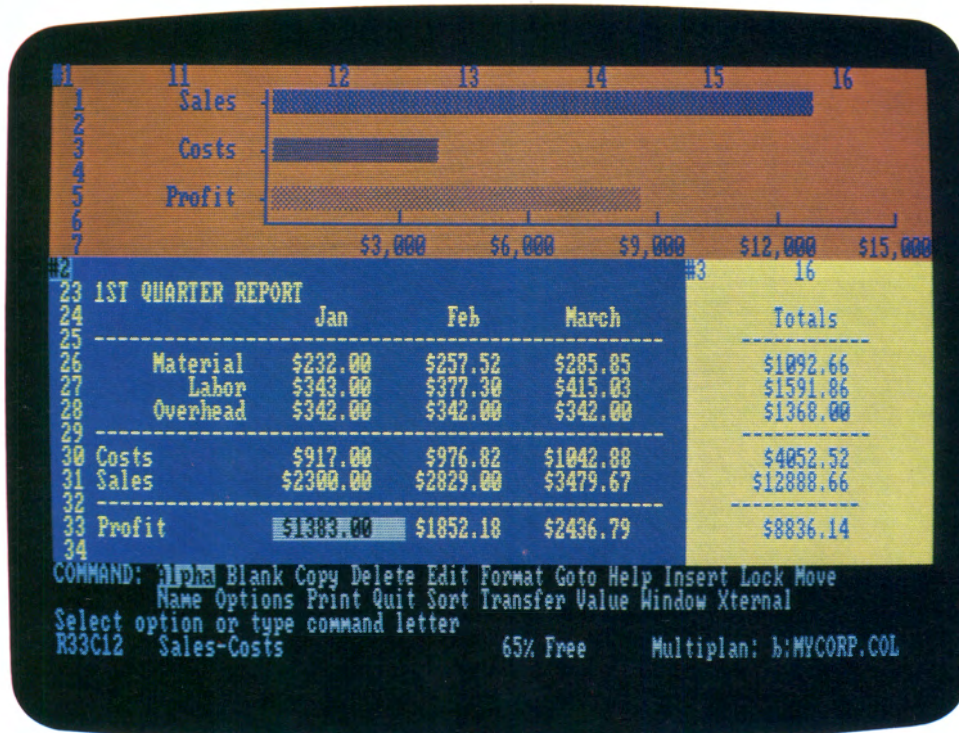 #1 11 12 13 14 15 16
1 Sales
2
3 Costs
4
5 Profit
6
7 $3,000 $6,000 $9,000 $12,000 $15,000
#2 #3 16
23 1ST QUARTER REPORT
24 Jan Feb March Totals
25 --------------------------------------------------
26 Material $232.00 $257.52 $285.85 $1092.66
27 Labor $343.00 $377.30 $415.03 $1591.86
28 Overhead $342.00 $342.00 $342.00 $1368.00
29 --------------------------------------------------
30 Costs $917.00 $976.82 $1042.88 $4052.52
31 Sales $2300.00 $2829.00 $3479.67 $12888.66
32 --------------------------------------------------
33 Profit $1383.00 $1852.18 $2436.79 $8836.14
34
COMMAND: Alpha Blank Copy Delete Edit Format Goto Help Insert Lock Move
Name Options Print Quit Sort Transfer Value Window Xternal
Select option or type command letter
R33C12 Sales-Costs 65% Free Multiplan: b:MYCORP.COL